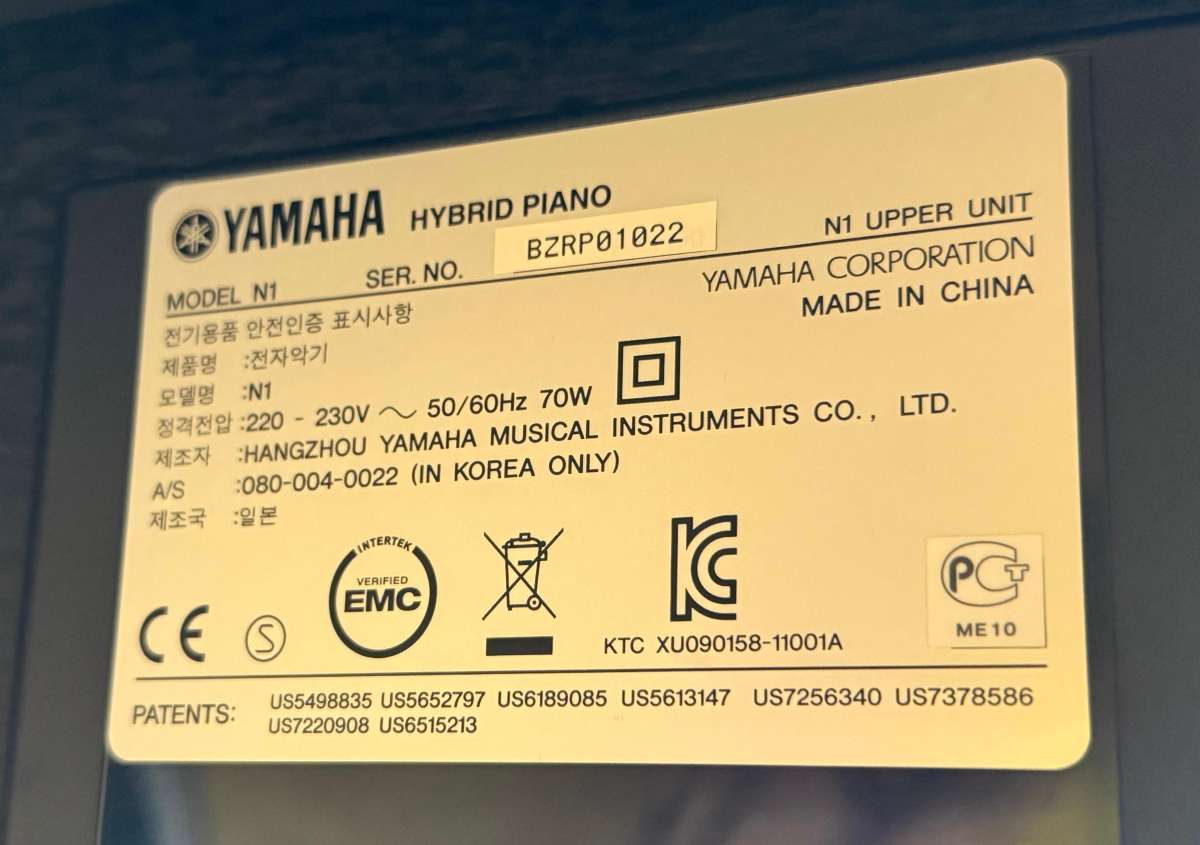 YAMAHA HYBRID PIANO
MODEL N1 SER. NO. BZRP01022 N1 UPPER UNIT
YAMAHA CORPORATION
MADE IN CHINA
전기용품 안전인증 표시사항
제품명 :전자악기
모델명 :N1
정격전압 :220 - 230V ~ 50/60Hz 70W
제조자 :HANGZHOU YAMAHA MUSICAL INSTRUMENTS CO., LTD.
A/S :080-004-0022 (IN KOREA ONLY)
제조국 :일본
CE
S
INTERTEK
VERIFIED
EMC
KC
KTC XU090158-11001A
PCT
ME10
PATENTS: US5498835 US5652797 US6189085 US5613147 US7256340 US7378586
US7220908 US6515213